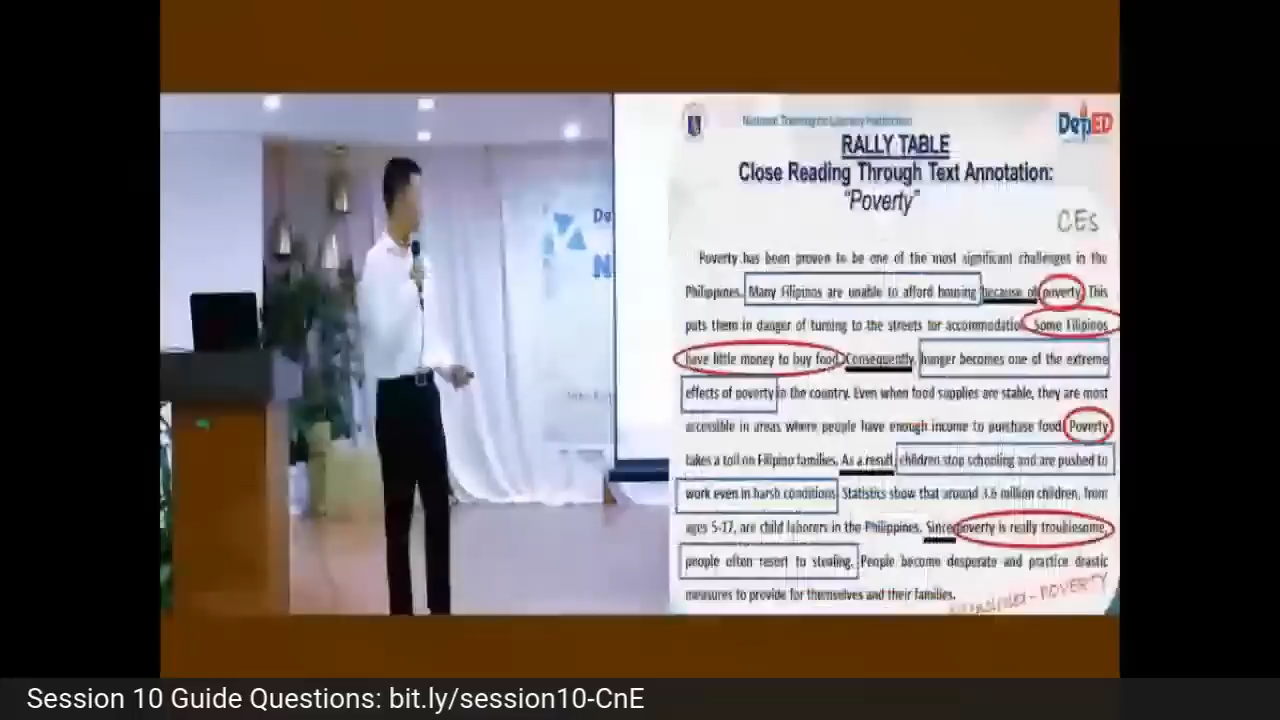 De
N
National Training on Literacy Instruction
DepED
RALLY TABLE
Close Reading Through Text Annotation:
"Poverty"
CEs
Poverty has been proven to be one of the most significant challenges in the
Philippines. Many Filipinos are unable to afford housing because of poverty. This
puts them in danger of turning to the streets for accommodation. Some Filipinos
have little money to buy food. Consequently, hunger becomes one of the extreme
effects of poverty in the country. Even when food supplies are stable, they are most
accessible in areas where people have enough income to purchase food. Poverty
takes a toll on Filipino families. As a result, children stop schooling and are pushed to
work even in harsh conditions. Statistics show that around 3.6 million children, from
ages 5-17, are child laborers in the Philippines. Since poverty is really troublesome,
people often resort to stealing. People become desperate and practice drastic
measures to provide for themselves and their families.
- POVERTY
Session 10 Guide Questions: bit.ly/session10-CnE